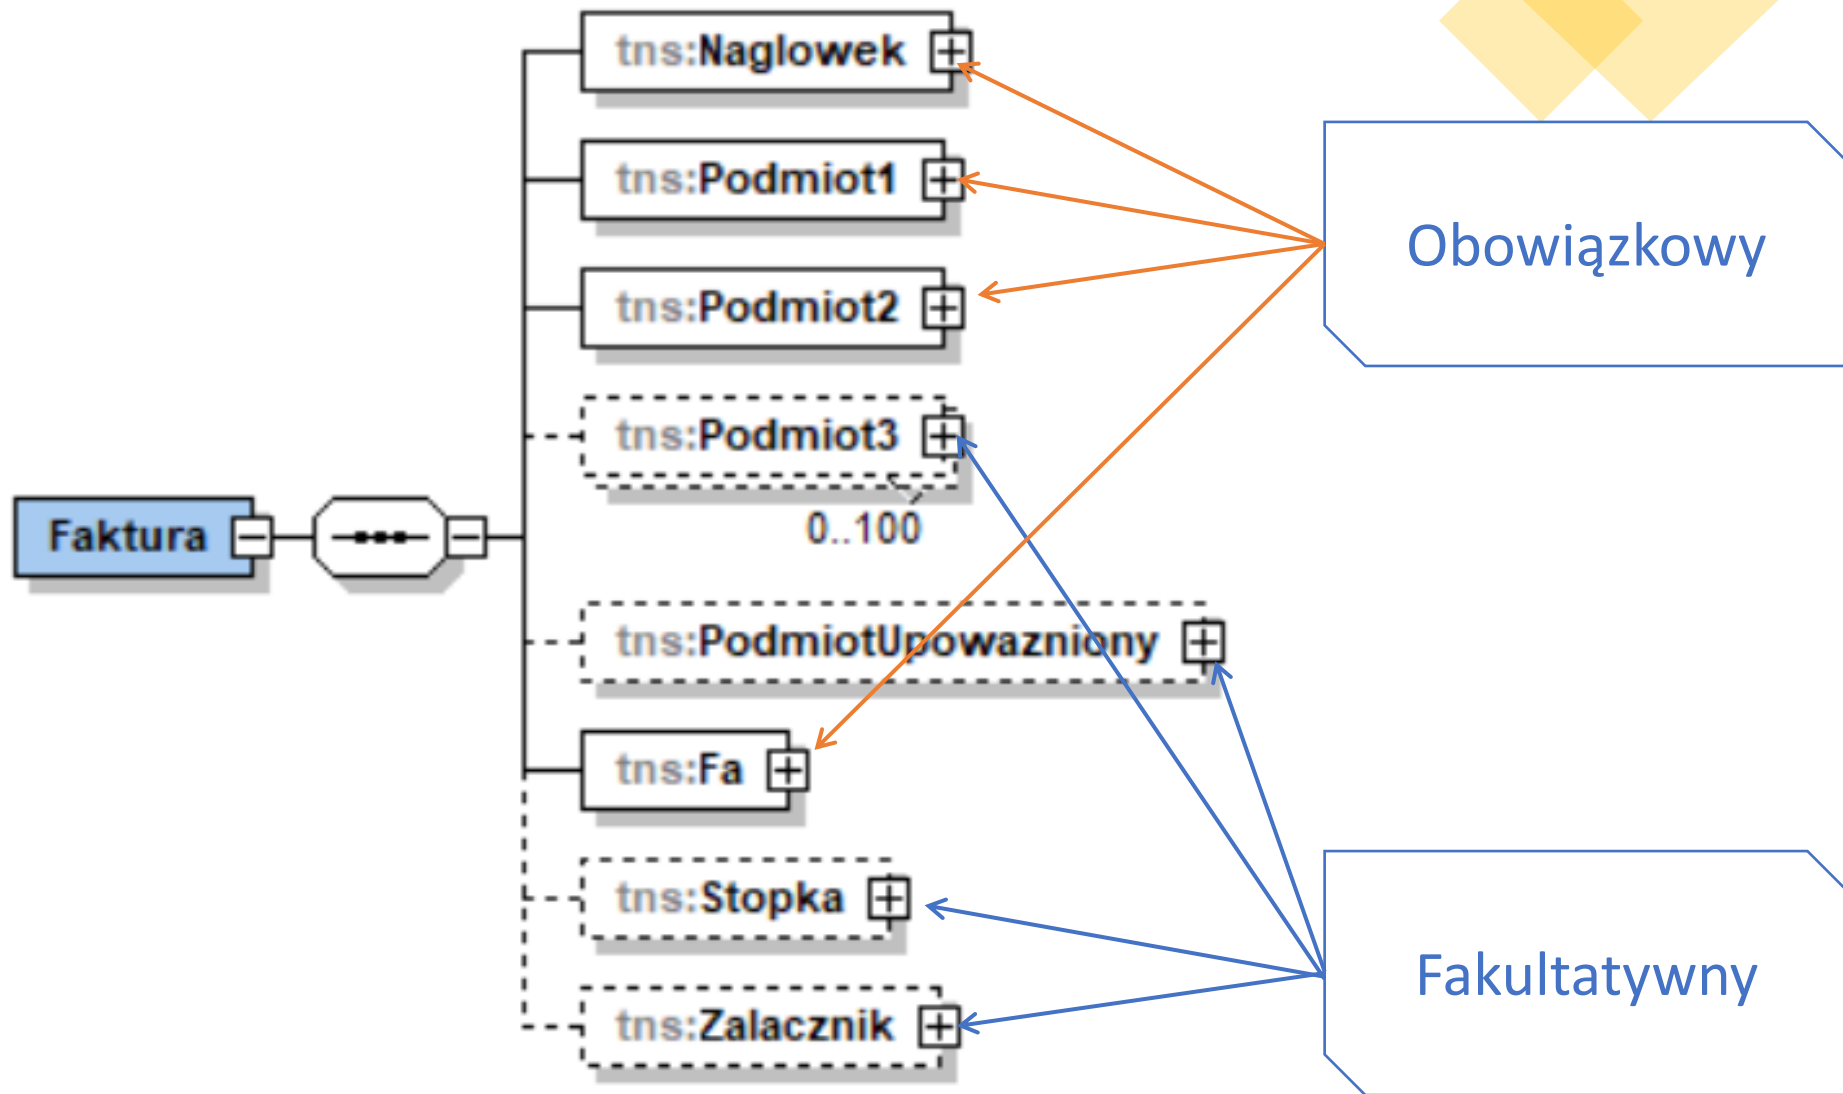 tns:Naglowek
tns:Podmiot1
Obowiązkowy
tns:Podmiot2
tns:Podmiot3
0..100
Faktura
tns:PodmiotUpowazniony
tns:Fa
tns:Stopka
Fakultatywny
tns:Zalacznik